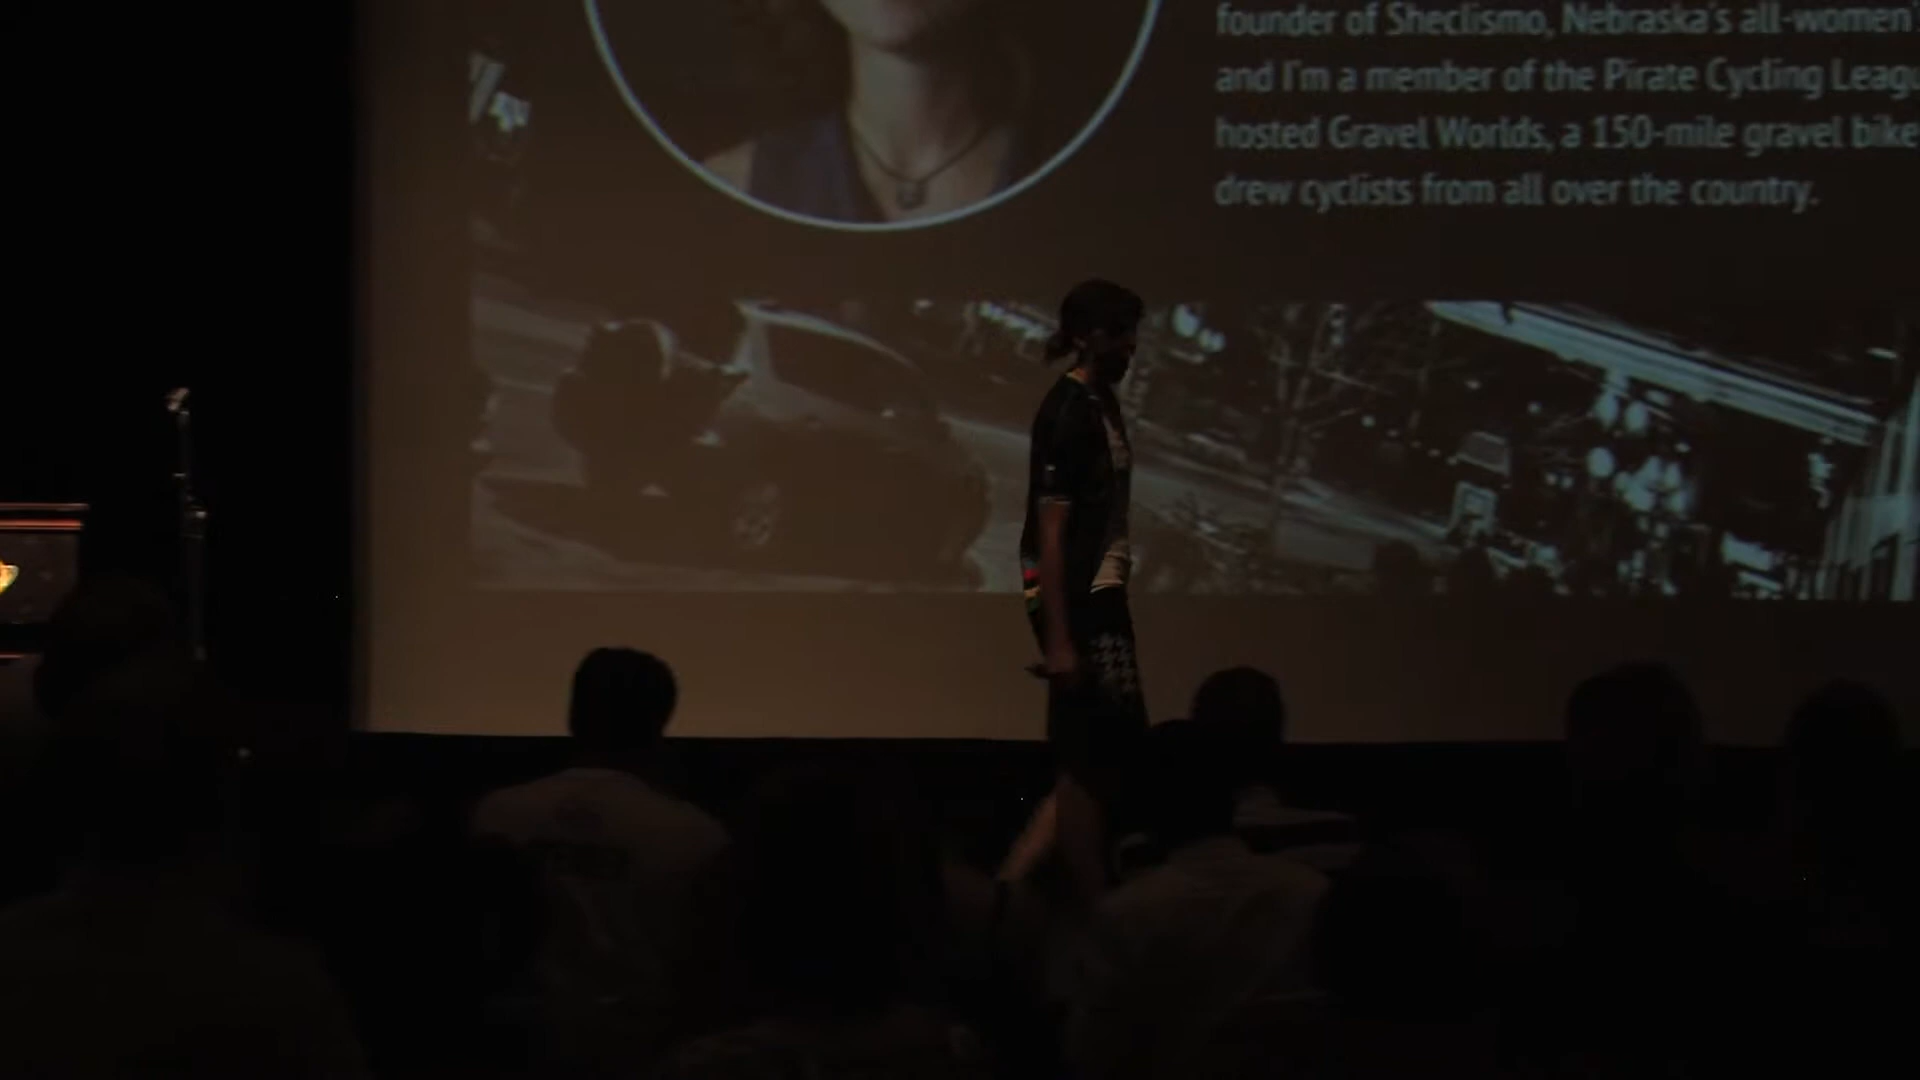 founder of Sheclismo, Nebraska's all-women'
and I'm a member of the Pirate Cycling Leagu
hosted Gravel Worlds, a 150-mile gravel bike
drew cyclists from all over the country.